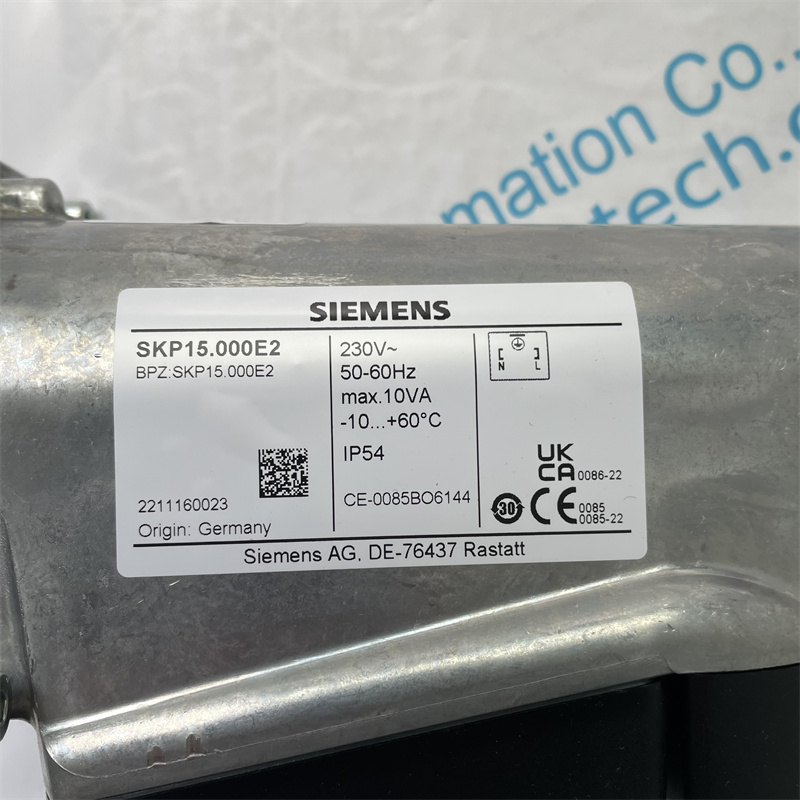 mation Co.,
tech.c
SIEMENS
SKP15.000E2
BPZ:SKP15.000E2
2211160023
Origin: Germany
230V~
50-60Hz
max.10VA
-10...+60°C
IP54
CE-0085BO6144
N L
UK
CA 0086-22
30 CE 0085
0085-22
Siemens AG, DE-76437 Rastatt